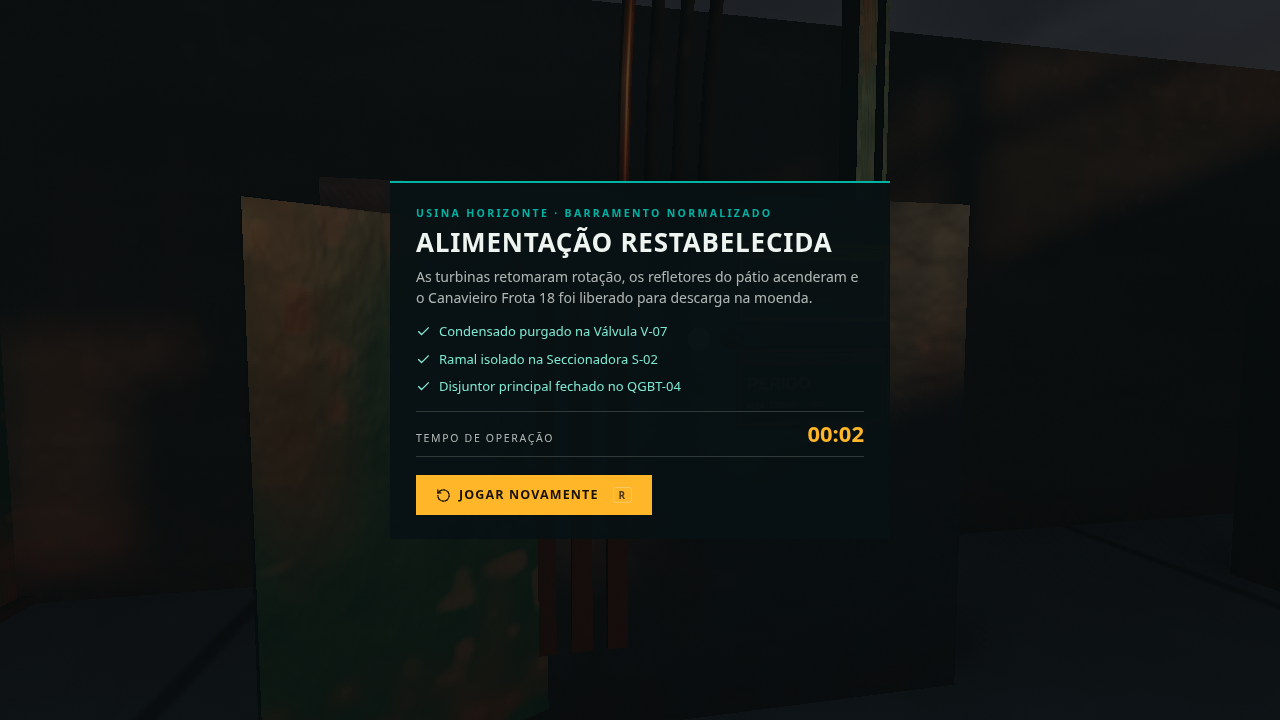 USINA HORIZONTE · BARRAMENTO NORMALIZADO
ALIMENTAÇÃO RESTABELECIDA
As turbinas retomaram rotação, os refletores do pátio acenderam e
o Canavieiro Frota 18 foi liberado para descarga na moenda.
Condensado purgado na Válvula V-07
Ramal isolado na Seccionadora S-02
Disjuntor principal fechado no QGBT-04
TEMPO DE OPERAÇÃO 00:02
JOGAR NOVAMENTE R